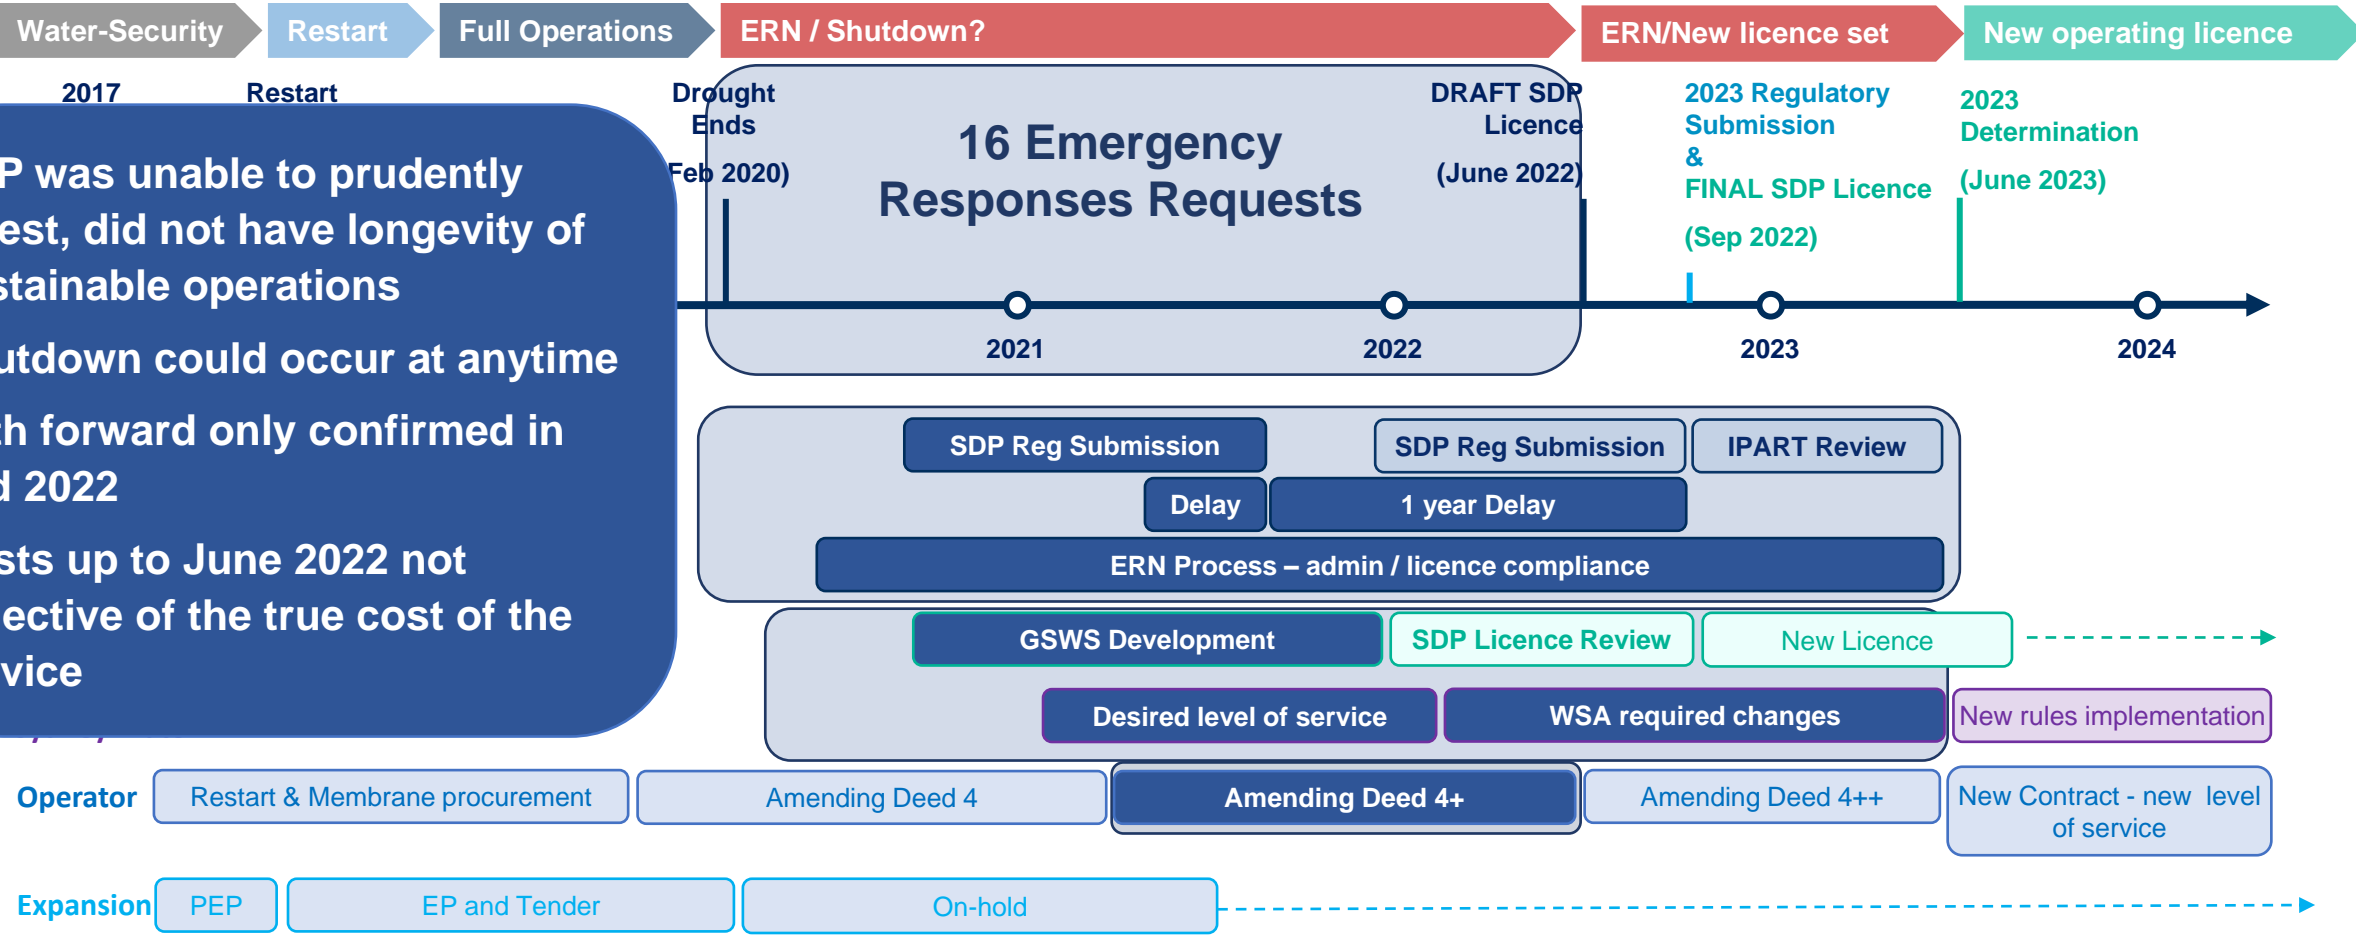 Water-Security
Restart
Full Operations
ERN / Shutdown?
ERN/New licence set
New operating licence
2017
Restart
Drought
Ends
Feb 2020)
16 Emergency
Responses Requests
DRAFT SDP
Licence
(June 2022)
2023 Regulatory
Submission
&
FINAL SDP Licence
(Sep 2022)
2023
Determination
(June 2023)
P was unable to prudently
est, did not have longevity of
stainable operations
utdown could occur at anytime
th forward only confirmed in
d 2022
sts up to June 2022 not
lective of the true cost of the
vice
2021
2022
2023
2024
SDP Reg Submission
SDP Reg Submission
IPART Review
Delay
1 year Delay
ERN Process – admin / licence compliance
GSWS Development
SDP Licence Review
New Licence
Desired level of service
WSA required changes
New rules implementation
Operator
Restart & Membrane procurement
Amending Deed 4
Amending Deed 4+
Amending Deed 4++
New Contract - new level
of service
Expansion
PEP
EP and Tender
On-hold